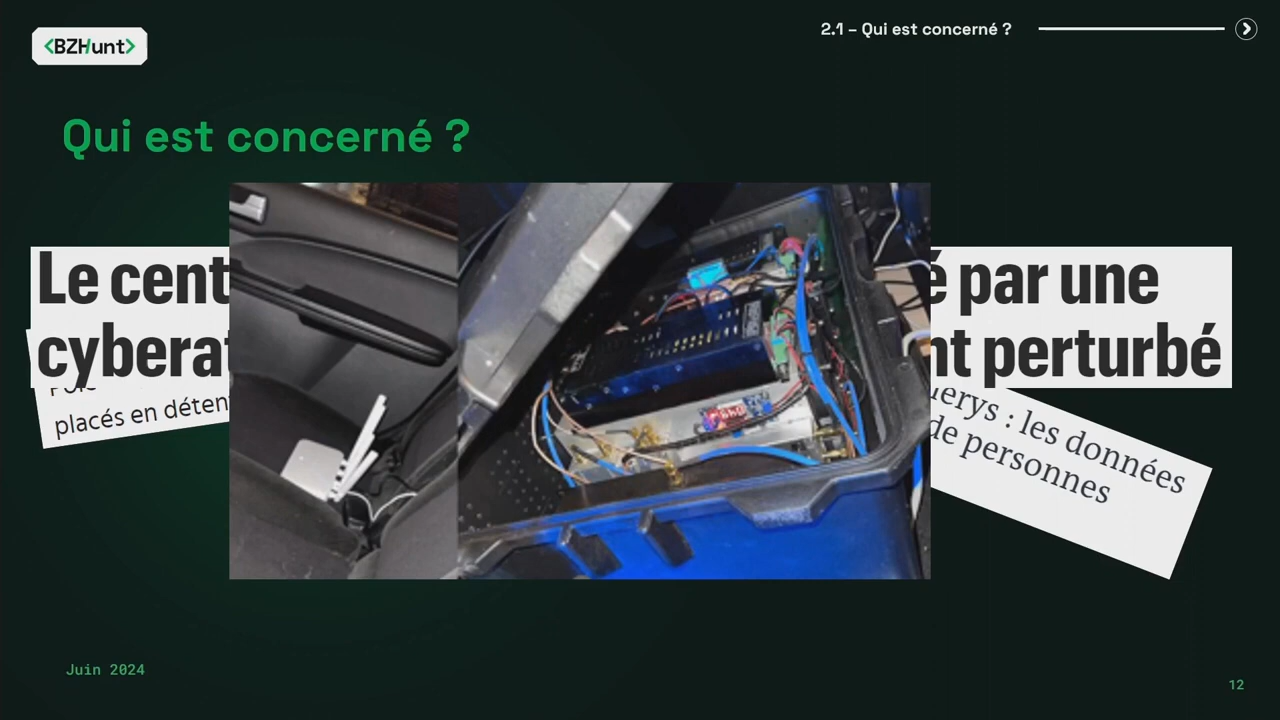 <BZHunt>
2.1 – Qui est concerné ?
Qui est concerné ?
Le cent
é par une
cyberat
nt perturbé
placés en déten
uerys : les données
de personnes
Juin 2024
12